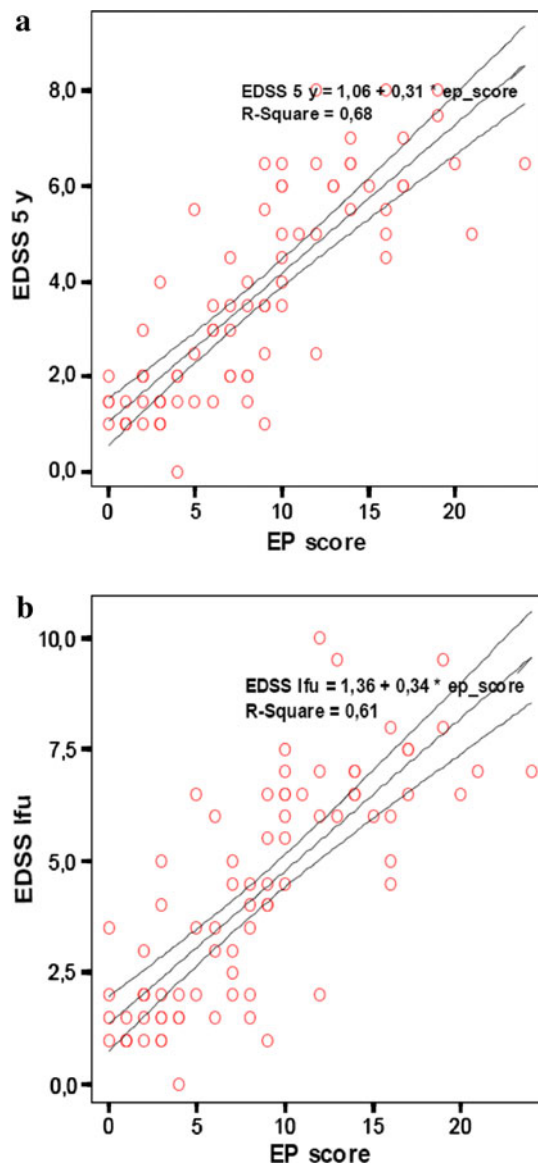 a
EDSS 5 y = 1,06 + 0,31 * ep_score
R-Square = 0,68
8,0
6,0
4,0
2,0
0,0
EDSS 5 y
0 5 10 15 20
EP score
b
EDSS lfu = 1,36 + 0,34 * ep_score
R-Square = 0,61
10,0
7,5
5,0
2,5
0,0
EDSS lfu
0 5 10 15 20
EP score